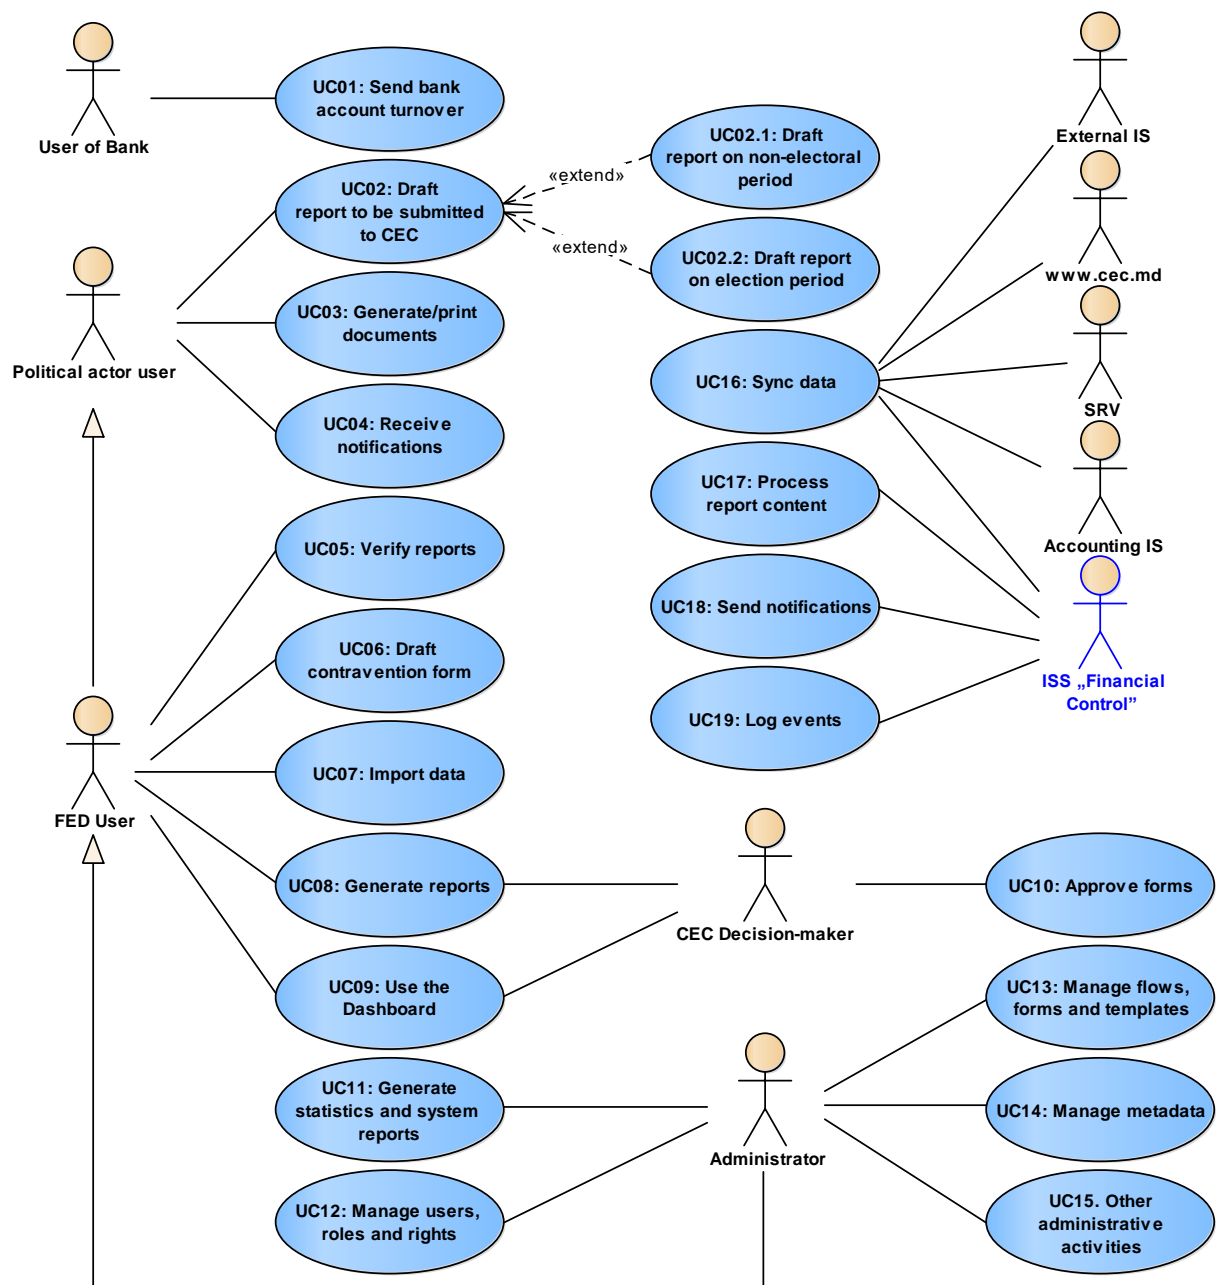 User of Bank
UC01: Send bank
account turnover
UC02: Draft
report to be submitted
to CEC
«extend»
«extend»
UC02.1: Draft
report on non-electoral
period
UC02.2: Draft report
on election period
External IS
www.cec.md
SRV
Accounting IS
ISS „Financial
Control”
Political actor user
UC03: Generate/print
documents
UC04: Receive
notifications
UC16: Sync data
UC17: Process
report content
UC18: Send notifications
UC19: Log events
UC05: Verify reports
UC06: Draft
contravention form
FED User
UC07: Import data
UC08: Generate reports
UC09: Use the
Dashboard
CEC Decision-maker
UC10: Approve forms
UC11: Generate
statistics and system
reports
UC12: Manage users,
roles and rights
Administrator
UC13: Manage flows,
forms and templates
UC14: Manage metadata
UC15. Other
administrative
activities